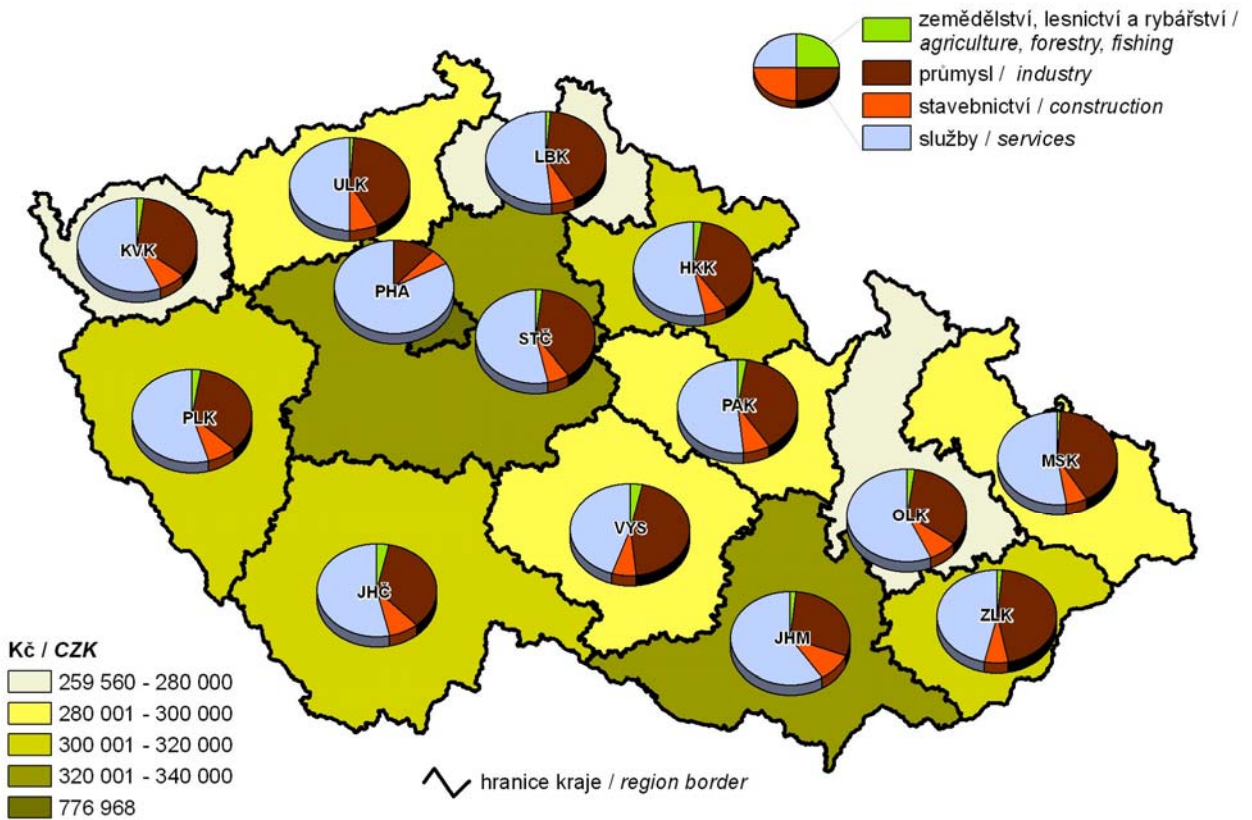 zemědělství, lesnictví a rybářství /
agriculture, forestry, fishing
průmysl / industry
stavebnictví / construction
služby / services
LBK
ULK
KVK
HKK
PHA
STČ
PLK
PAK
MSK
OLK
VYS
JHČ
ZLK
JHM
Kč / CZK
259 560 - 280 000
280 001 - 300 000
300 001 - 320 000
320 001 - 340 000
776 968
hranice kraje / region border